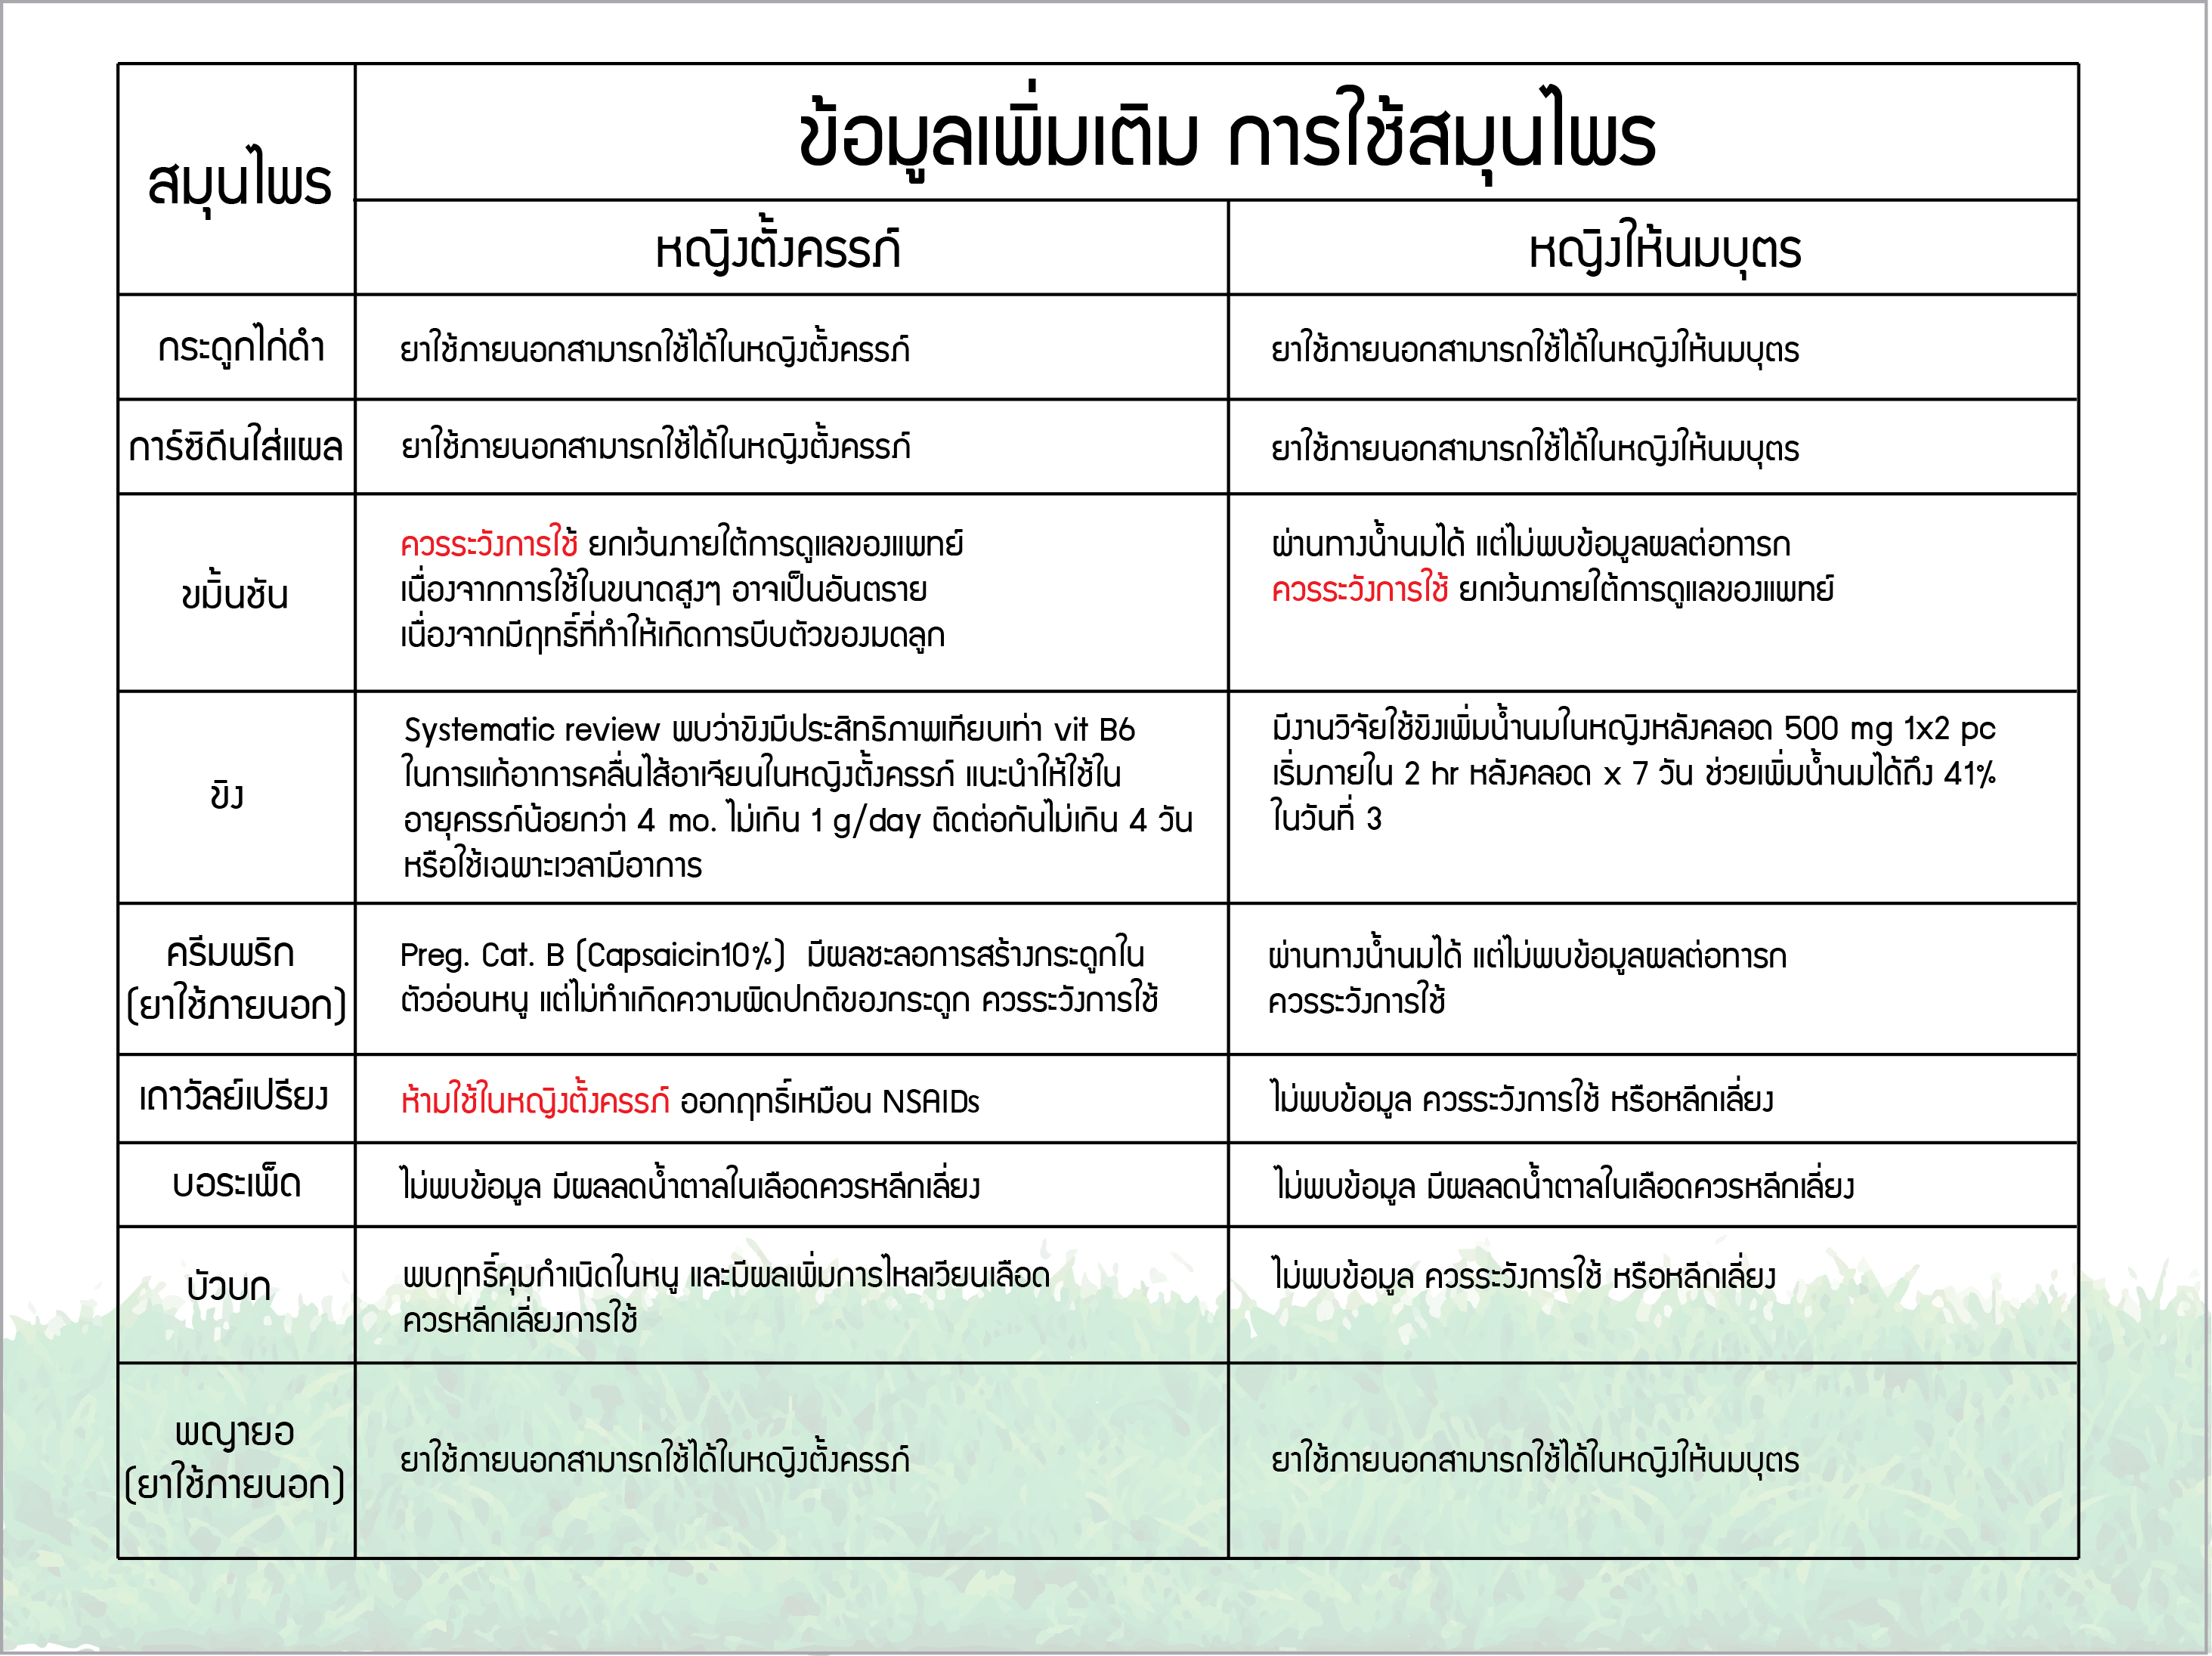 สมุนไพร
ข้อมูลเพิ่มเติม การใช้สมุนไพร
หญิงตั้งครรภ์
หญิงให้นมบุตร
กระดูกไก่ดำ
ยาใช้ภายนอกสามารถใช้ได้ในหญิงตั้งครรภ์
ยาใช้ภายนอกสามารถใช้ได้ในหญิงให้นมบุตร
การ์ซิดีนใส่แผล
ยาใช้ภายนอกสามารถใช้ได้ในหญิงตั้งครรภ์
ยาใช้ภายนอกสามารถใช้ได้ในหญิงให้นมบุตร
ขมิ้นชัน
ควรระวังการใช้ ยกเว้นภายใต้การดูแลของแพทย์
เนื่องจากการใช้ในขนาดสูงๆ อาจเป็นอันตราย
เนื่องจากมีฤทธิ์ที่ทำให้เกิดการบีบตัวของมดลูก
ผ่านทางน้ำนมได้ แต่ไม่พบข้อมูลผลต่อทารก
ควรระวังการใช้ ยกเว้นภายใต้การดูแลของแพทย์
ขิง
Systematic review พบว่าขิงมีประสิทธิภาพเทียบเท่า vit B6
ในการแก้อาการคลื่นไส้อาเจียนในหญิงตั้งครรภ์ แนะนำให้ใช้ใน
อายุครรภ์น้อยกว่า 4 mo. ไม่เกิน 1 g/day ติดต่อกันไม่เกิน 4 วัน
หรือใช้เฉพาะเวลามีอาการ
มีงานวิจัยใช้ขิงเพิ่มน้ำนมในหญิงหลังคลอด 500 mg 1x2 pc
เริ่มภายใน 2 hr หลังคลอด x 7 วัน ช่วยเพิ่มน้ำนมได้ถึง 41%
ในวันที่ 3
ครีมพริก
(ยาใช้ภายนอก)
Preg. Cat. B (Capsaicin10%) มีผลชะลอการสร้างกระดูกใน
ตัวอ่อนหนู แต่ไม่ทำเกิดความผิดปกติของกระดูก ควรระวังการใช้
ผ่านทางน้ำนมได้ แต่ไม่พบข้อมูลผลต่อทารก
ควรระวังการใช้
เถาวัลย์เปรียง
ห้ามใช้ในหญิงตั้งครรภ์ ออกฤทธิ์เหมือน NSAIDs
ไม่พบข้อมูล ควรระวังการใช้ หรือหลีกเลี่ยง
บอระเพ็ด
ไม่พบข้อมูล มีผลลดน้ำตาลในเลือดควรหลีกเลี่ยง
ไม่พบข้อมูล มีผลลดน้ำตาลในเลือดควรหลีกเลี่ยง
บัวบก
พบฤทธิ์คุมกำเนิดในหนู และมีผลเพิ่มการไหลเวียนเลือด
ควรหลีกเลี่ยงการใช้
ไม่พบข้อมูล ควรระวังการใช้ หรือหลีกเลี่ยง
พญายอ
(ยาใช้ภายนอก)
ยาใช้ภายนอกสามารถใช้ได้ในหญิงตั้งครรภ์
ยาใช้ภายนอกสามารถใช้ได้ในหญิงให้นมบุตร